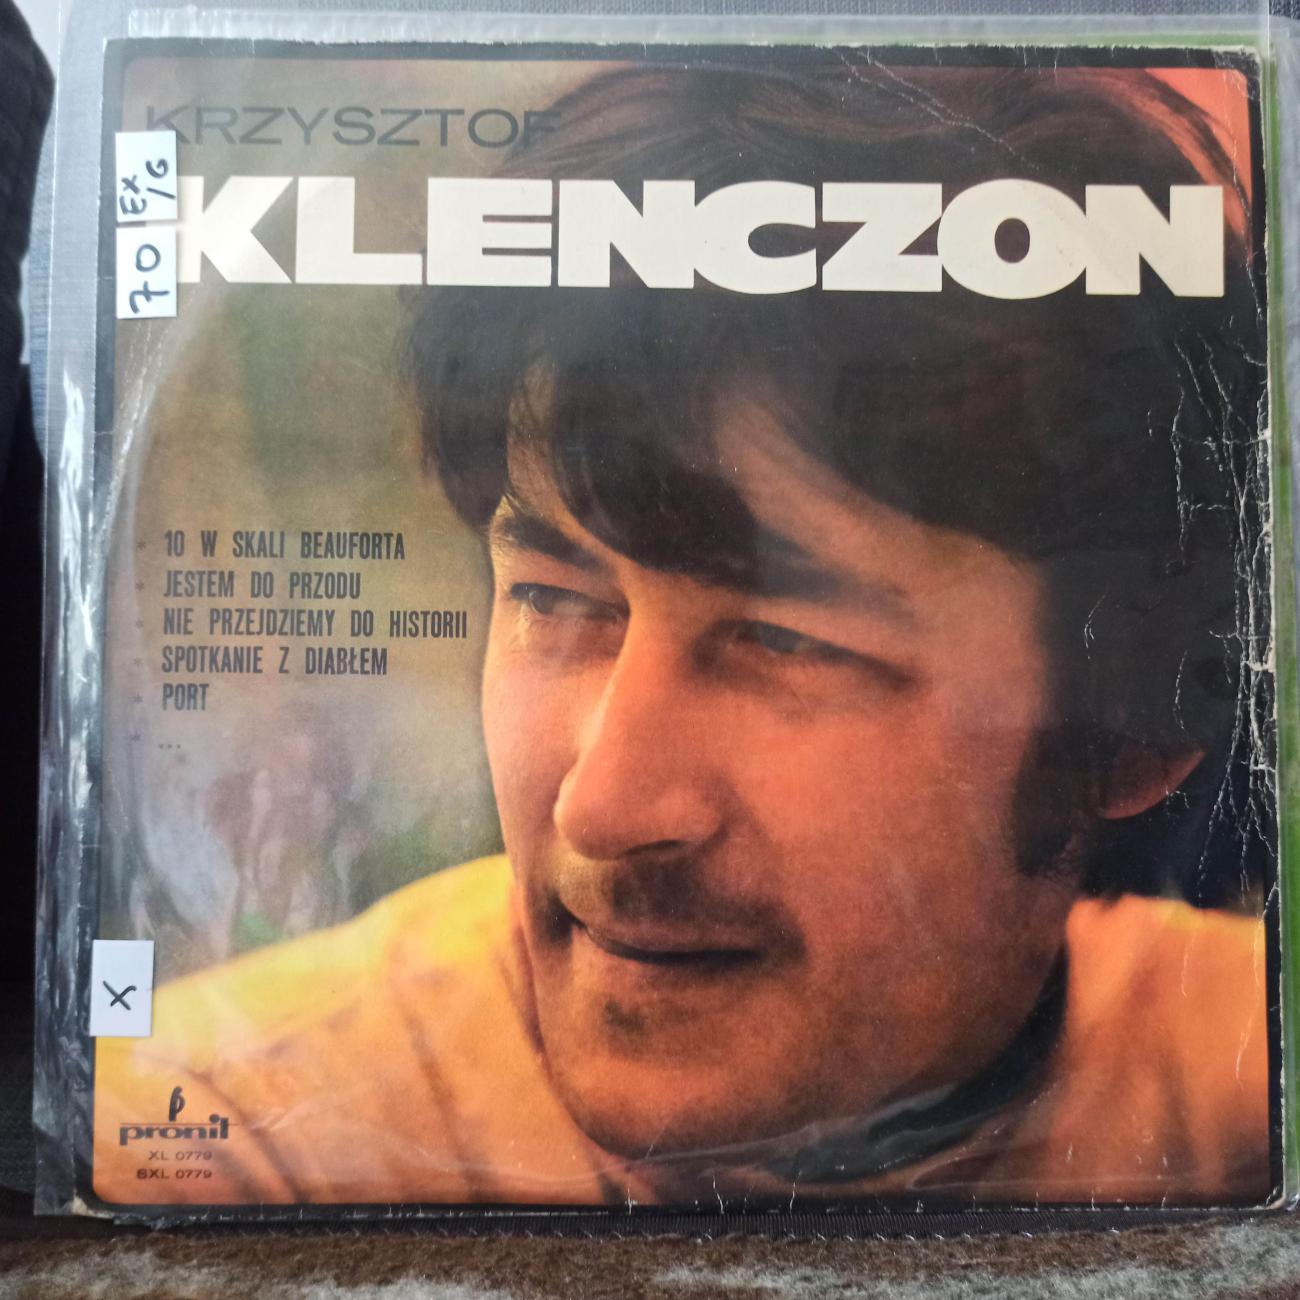 KRZYSZTOF
KLENCZON
EX/G
70
* 10 W SKALI BEAUFORTA
* JESTEM DO PRZODU
* NIE PRZEJDZIEMY DO HISTORII
* SPOTKANIE Z DIABŁEM
* PORT
* ...
X
pronit
XL 0779
SXL 0779